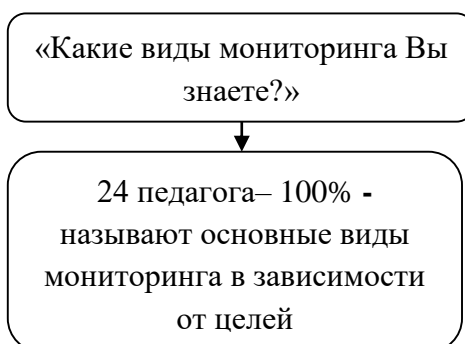 «Какие виды мониторинга Вы
знаете?»
24 педагога– 100% -
называют основные виды
мониторинга в зависимости
от целей